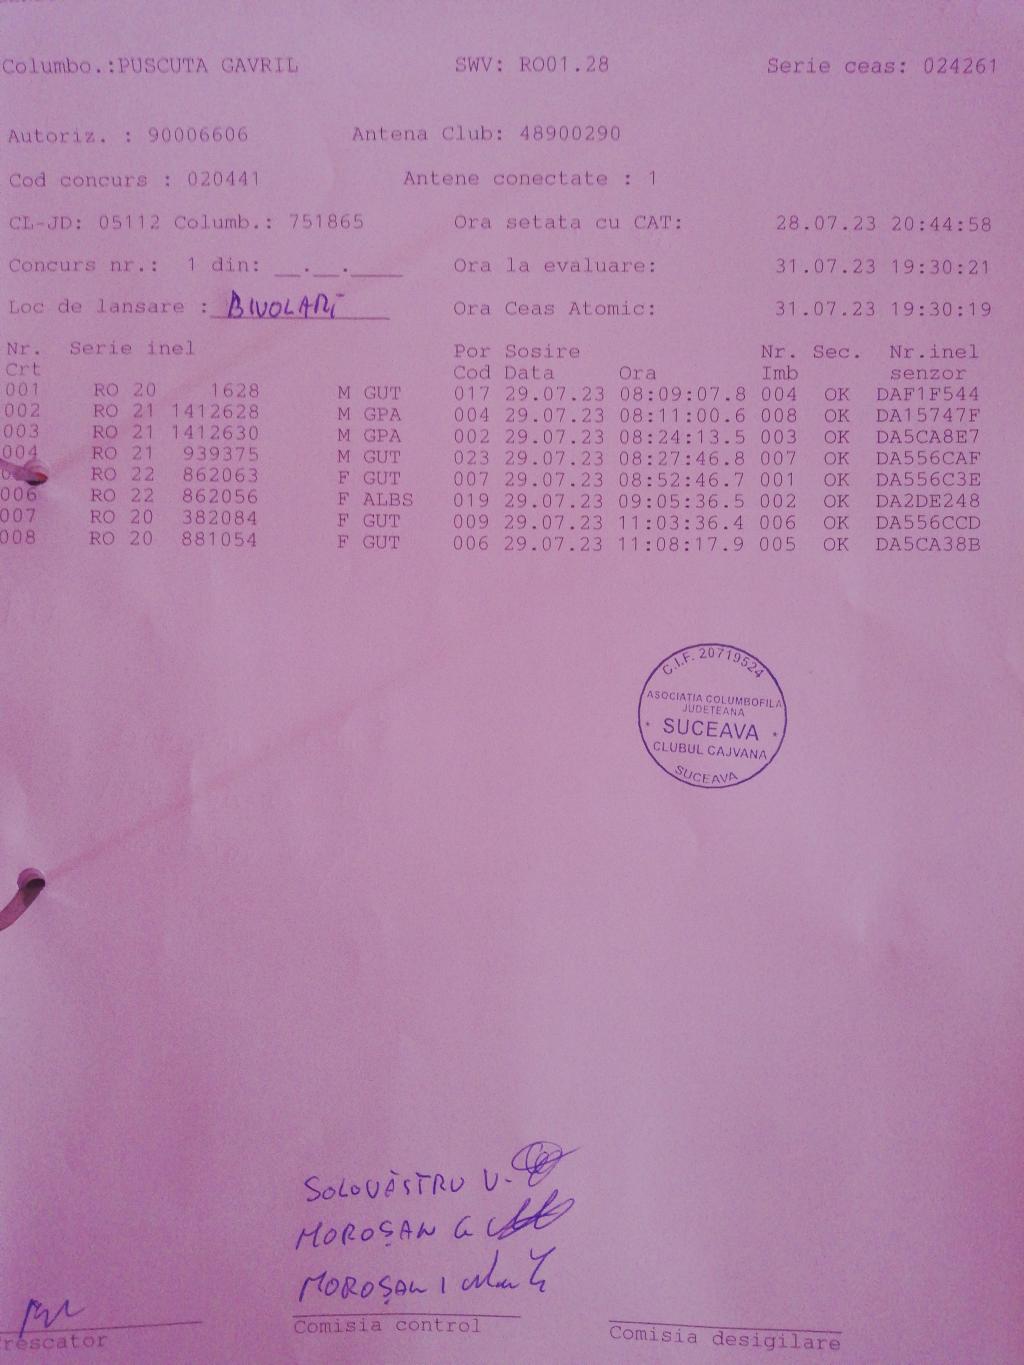 Columbo.:PUSCUTA GAVRIL SWV: RO01.28 Serie ceas: 024261
Autoriz. : 90006606 Antena Club: 48900290
Cod concurs : 020441 Antene conectate : 1
CL-JD: 05112 Columb.: 751865 Ora setata cu CAT: 28.07.23 20:44:58
Concurs nr.: 1 din: __.__.____ Ora la evaluare: 31.07.23 19:30:21
Loc de lansare : BIVOLARI Ora Ceas Atomic: 31.07.23 19:30:19
Nr. Serie inel Por Sosire Nr. Sec. Nr.inel
Crt Cod Data Ora Imb senzor
001 RO 20 1628 M GUT 017 29.07.23 08:09:07.8 004 OK DAF1F544
002 RO 21 1412628 M GPA 004 29.07.23 08:11:00.6 008 OK DA15747F
003 RO 21 1412630 M GPA 002 29.07.23 08:24:13.5 003 OK DA5CA8E7
004 RO 21 939375 M GUT 023 29.07.23 08:27:46.8 007 OK DA556CAF
RO 22 862063 F GUT 007 29.07.23 08:52:46.7 001 OK DA556C3E
006 RO 22 862056 F ALBS 019 29.07.23 09:05:36.5 002 OK DA2DE248
007 RO 20 382084 F GUT 009 29.07.23 11:03:36.4 006 OK DA556CCD
008 RO 20 881054 F GUT 006 29.07.23 11:08:17.9 005 OK DA5CA38B
C.I.F. 20719524
ASOCIATIA COLUMBOFILA
JUDETEANA
* SUCEAVA *
CLUBUL CAJVANA
SUCEAVA
SOLOVĂSTRU V.
MOROȘAN G
MOROȘAN I
rescator Comisia control Comisia desigilare